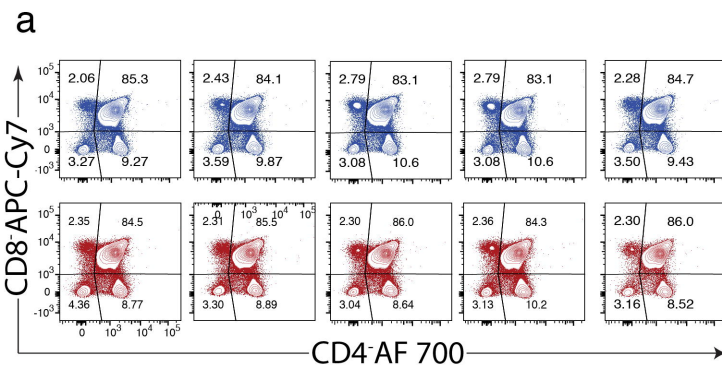 a
CD8-APC-Cy7
10⁵ 2.06 85.3 2.43 84.1 2.79 83.1 2.79 83.1 2.28 84.7
10⁴
10³
0 3.27 9.27 3.59 9.87 3.08 10.6 3.08 10.6 3.50 9.43
-10³
0 10³ 10⁴ 10⁵
10⁵ 2.35 84.5 2.31 85.5 2.30 86.0 2.36 84.3 2.30 86.0
10⁴
10³
0 4.36 8.77 3.30 8.89 3.04 8.64 3.13 10.2 3.16 8.52
-10³
0 10³ 10⁴ 10⁵
CD4-AF 700